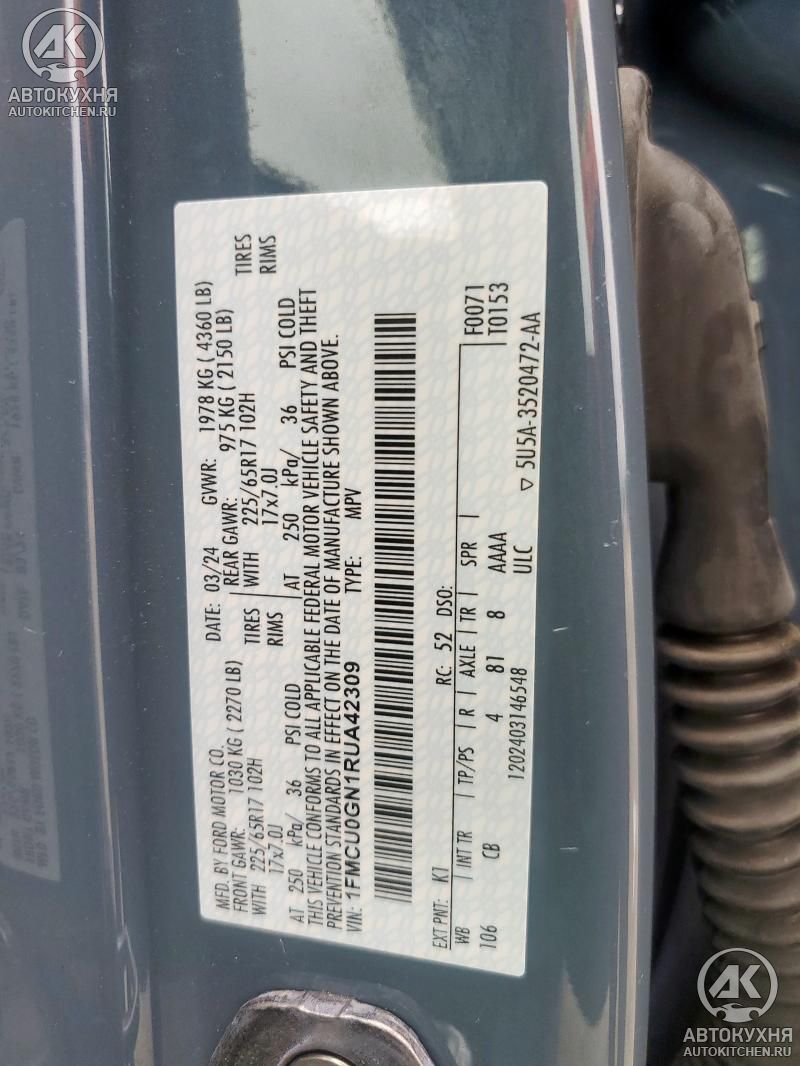 AK
АВТОКУХНЯ
AUTOKITCHEN.RU
MFD. BY FORD MOTOR CO.
DATE: 03/24 GVWR: 1978 KG ( 4360 LB)
FRONT GAWR: 1030 KG ( 2270 LB) REAR GAWR: 975 KG ( 2150 LB)
WITH 225/65R17 102H TIRES WITH 225/65R17 102H TIRES
17x7.0J RIMS 17x7.0J RIMS
AT 250 kPa/ 36 PSI COLD AT 250 kPa/ 36 PSI COLD
THIS VEHICLE CONFORMS TO ALL APPLICABLE FEDERAL MOTOR VEHICLE SAFETY AND THEFT
PREVENTION STANDARDS IN EFFECT ON THE DATE OF MANUFACTURE SHOWN ABOVE.
VIN: 1FMCU0GN1RUA42309 TYPE: MPV
EXT PNT: K1 RC: 52 DSO: F0071
WB INT TR TP/PS R AXLE TR SPR T0153
106 CB 4 81 8 AAAA
1202403146548 ULC
▽ 5U5A-3520472-AA
AK
АВТОКУХНЯ
AUTOKITCHEN.RU